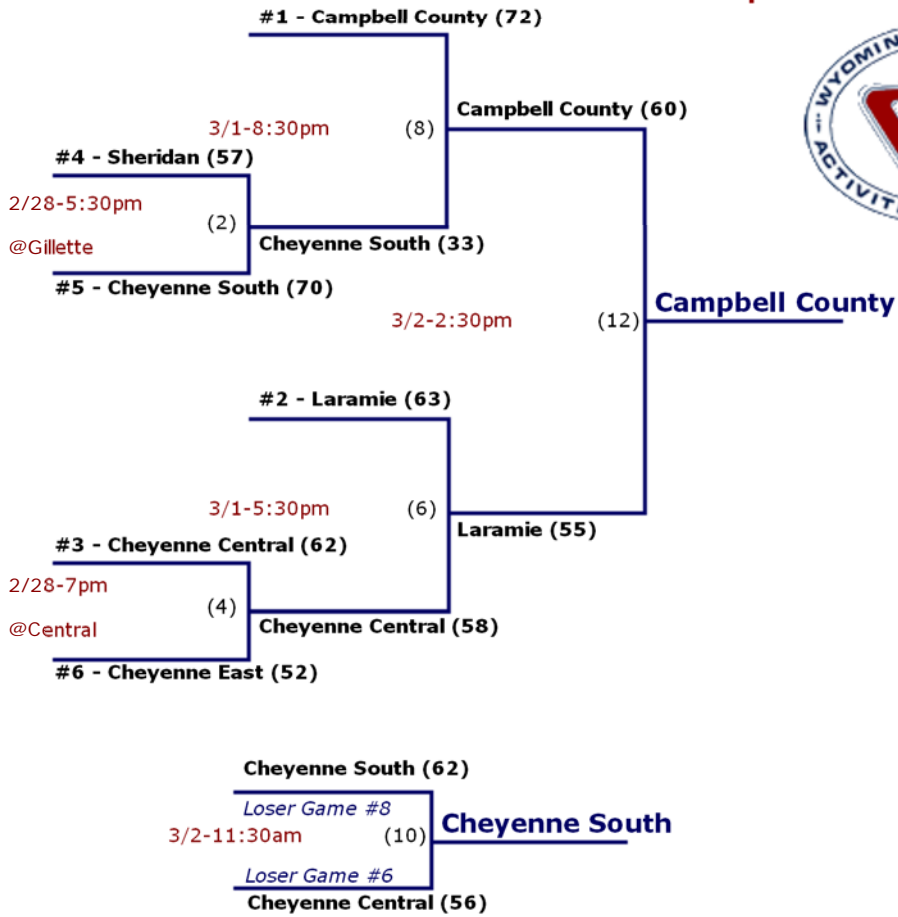 #1 - Campbell County (72)
3/1-8:30pm
(8)
Campbell County (60)
#4 - Sheridan (57)
2/28-5:30pm
(2)
@Gillette
Cheyenne South (33)
#5 - Cheyenne South (70)
3/2-2:30pm
(12)
Campbell County
#2 - Laramie (63)
3/1-5:30pm
(6)
Laramie (55)
#3 - Cheyenne Central (62)
2/28-7pm
(4)
@Central
Cheyenne Central (58)
#6 - Cheyenne East (52)
Cheyenne South (62)
Loser Game #8
3/2-11:30am
(10)
Cheyenne South
Loser Game #6
Cheyenne Central (56)